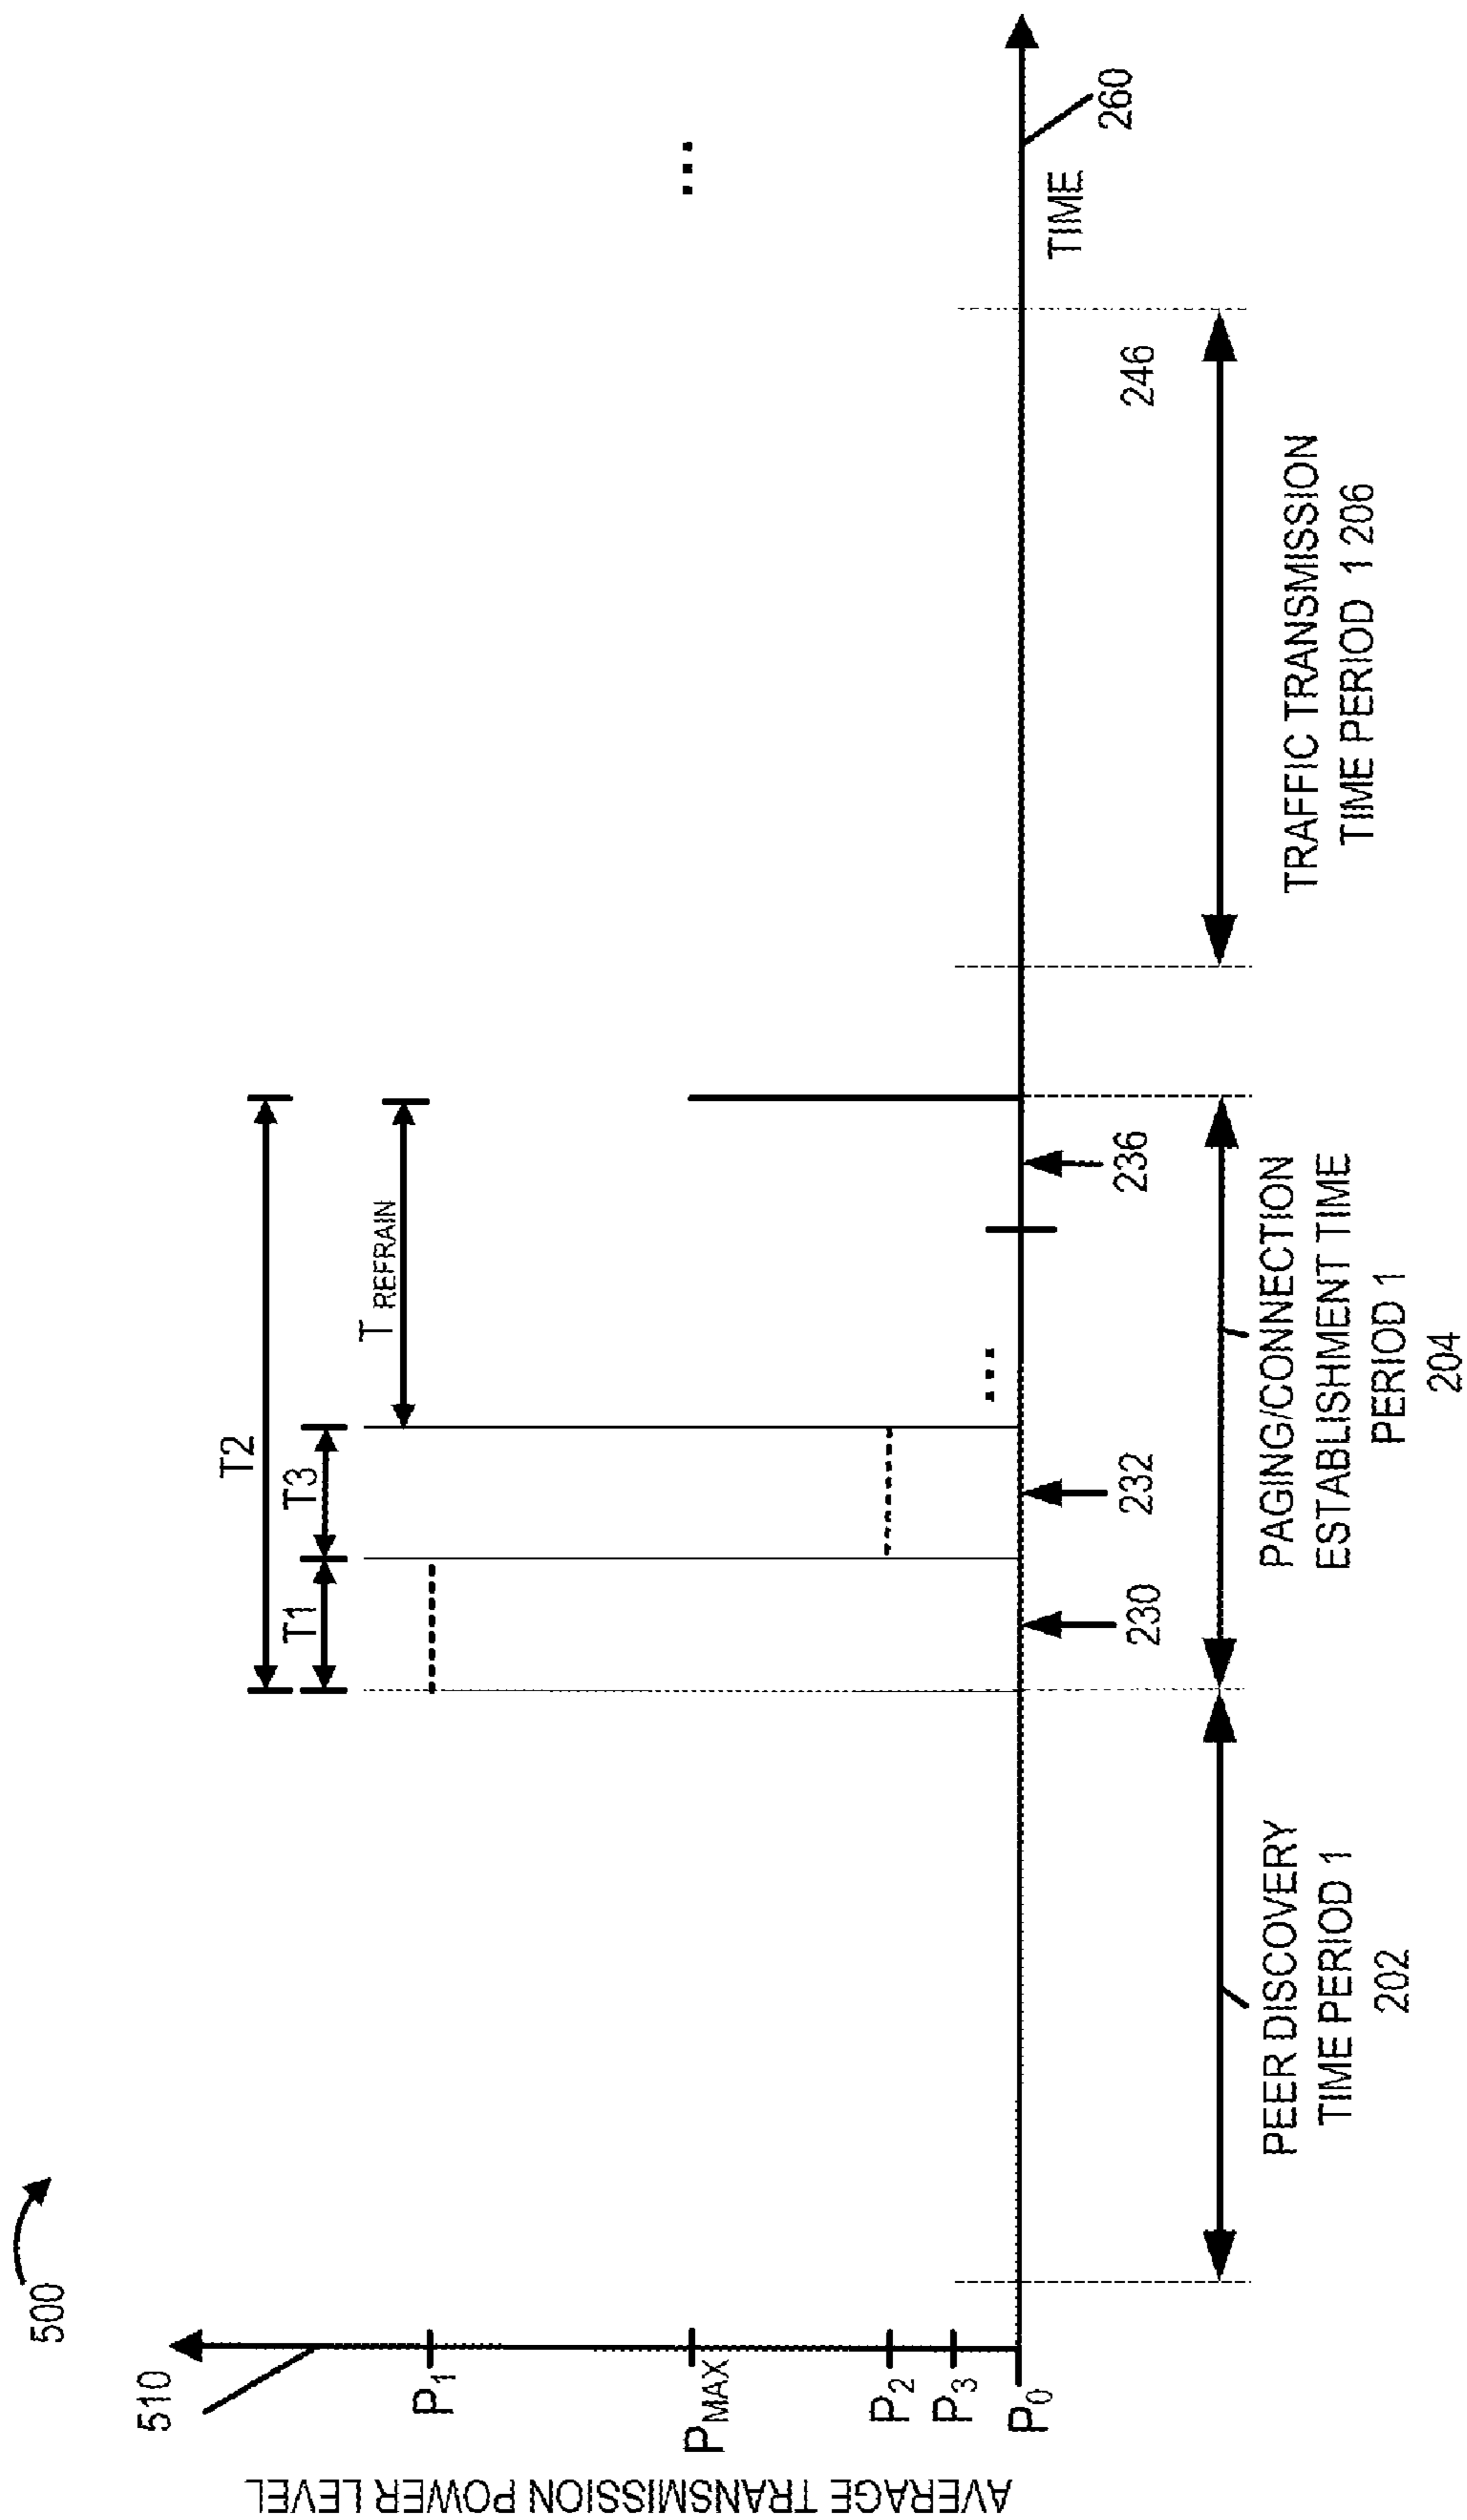 500
510
AVERAGE TRANSMISSION POWER LEVEL
P1
PMAX
P2
P3
P0
T2
T1
T3
T REFRAIN
...
...
230
232
236
246
TIME
260
PEER DISCOVERY
TIME PERIOD 1
202
PAGING/CONNECTION
ESTABLISHMENT TIME
PERIOD 1
204
TRAFFIC TRANSMISSION
TIME PERIOD 1 206